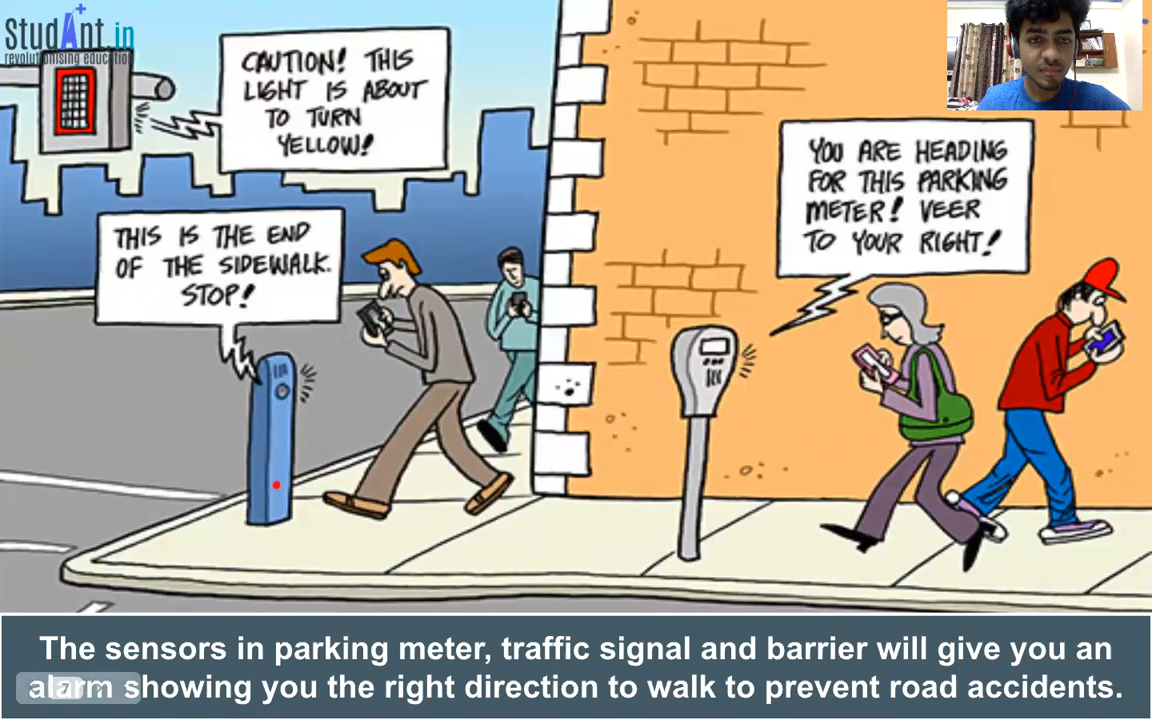 StudAnt.in
revolutionising education
CAUTION! THIS
LIGHT IS ABOUT
TO TURN
YELLOW!
THIS IS THE END
OF THE SIDEWALK.
STOP!
YOU ARE HEADING
FOR THIS PARKING
METER! VEER
TO YOUR RIGHT!
The sensors in parking meter, traffic signal and barrier will give you an
alarm showing you the right direction to walk to prevent road accidents.